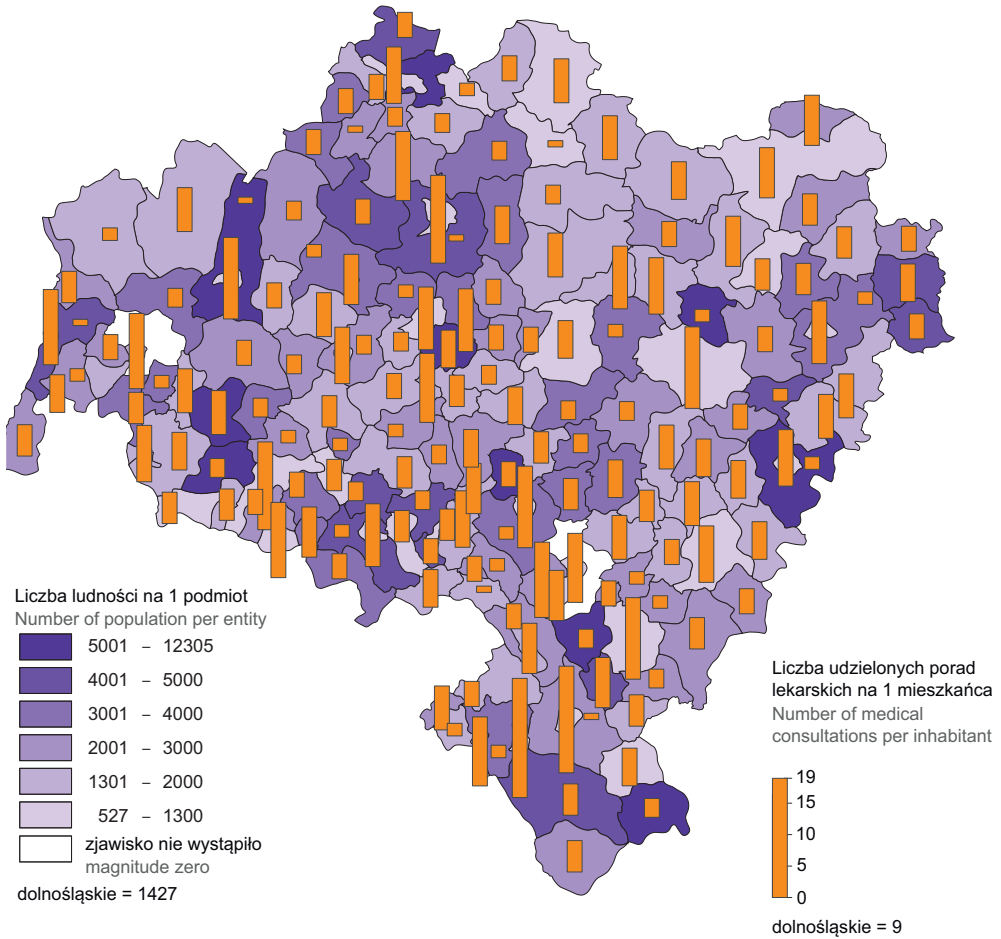 Liczba ludności na 1 podmiot
Number of population per entity
5001 – 12305
4001 – 5000
3001 – 4000
2001 – 3000
1301 – 2000
527 – 1300
zjawisko nie wystąpiło
magnitude zero
dolnośląskie = 1427
Liczba udzielonych porad
lekarskich na 1 mieszkańca
Number of medical
consultations per inhabitant
19
15
10
5
0
dolnośląskie = 9